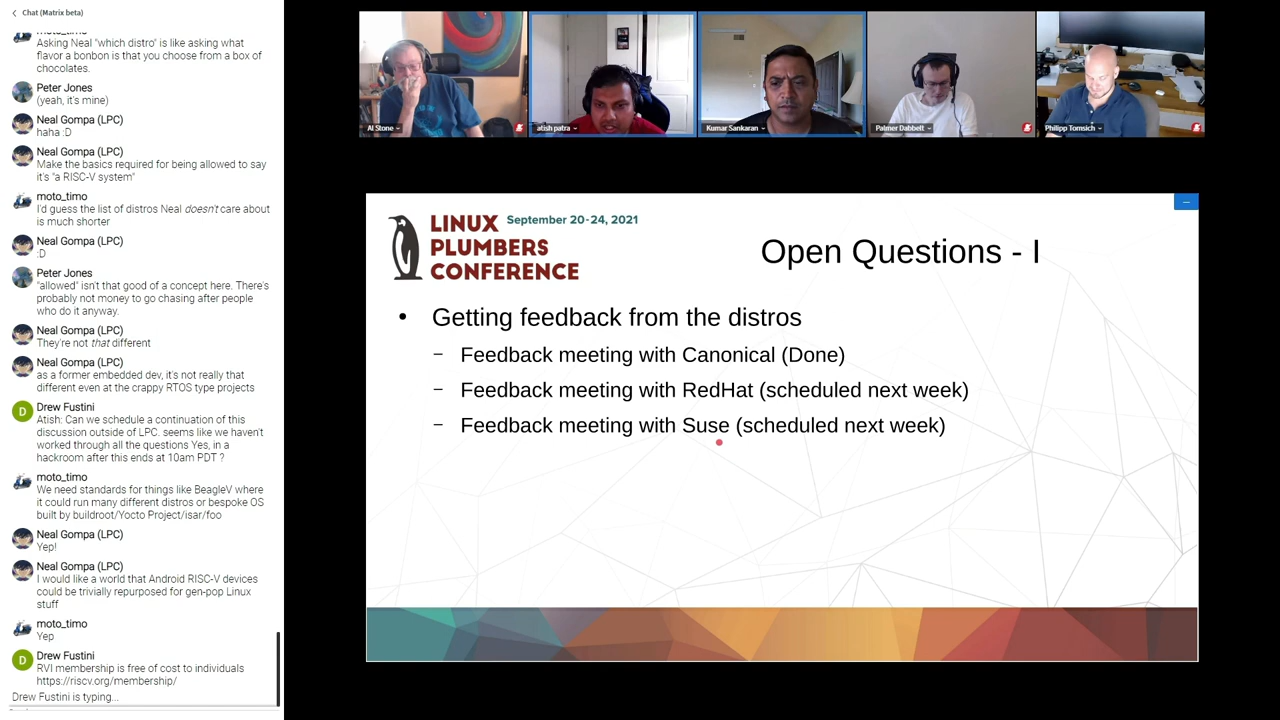 Chat (Matrix beta)
moto_timo
Asking Neal "which distro" is like asking what
flavor a bonbon is that you choose from a box of
chocolates.
Peter Jones
(yeah, it's mine)
Neal Gompa (LPC)
haha :D
Neal Gompa (LPC)
Make the basics required for being allowed to say
it's "a RISC-V system"
moto_timo
I'd guess the list of distros Neal doesn't care about
is much shorter
Neal Gompa (LPC)
:D
Peter Jones
"allowed" isn't that good of a concept here. There's
probably not money to go chasing after people
who do it anyway.
Neal Gompa (LPC)
They're not that different
Neal Gompa (LPC)
as a former embedded dev, it's not really that
different even at the crappy RTOS type projects
D
Drew Fustini
Atish: Can we schedule a continuation of this
discussion outside of LPC. seems like we haven't
worked through all the questions Yes, in a
hackroom after this ends at 10am PDT ?
moto_timo
We need standards for things like BeagleV where
it could run many different distros or bespoke OS
built by buildroot/Yocto Project/isar/foo
Neal Gompa (LPC)
Yep!
Neal Gompa (LPC)
I would like a world that Android RISC-V devices
could be trivially repurposed for gen-pop Linux
stuff
moto_timo
Yep
D
Drew Fustini
RVI membership is free of cost to individuals
https://riscv.org/membership/
Drew Fustini is typing...
Al Stone
atish patra
Kumar Sankaran
Palmer Dabbelt
Philipp Tomsich
LINUX
PLUMBERS
CONFERENCE
September 20-24, 2021
Open Questions - I
• Getting feedback from the distros
– Feedback meeting with Canonical (Done)
– Feedback meeting with RedHat (scheduled next week)
– Feedback meeting with Suse (scheduled next week)